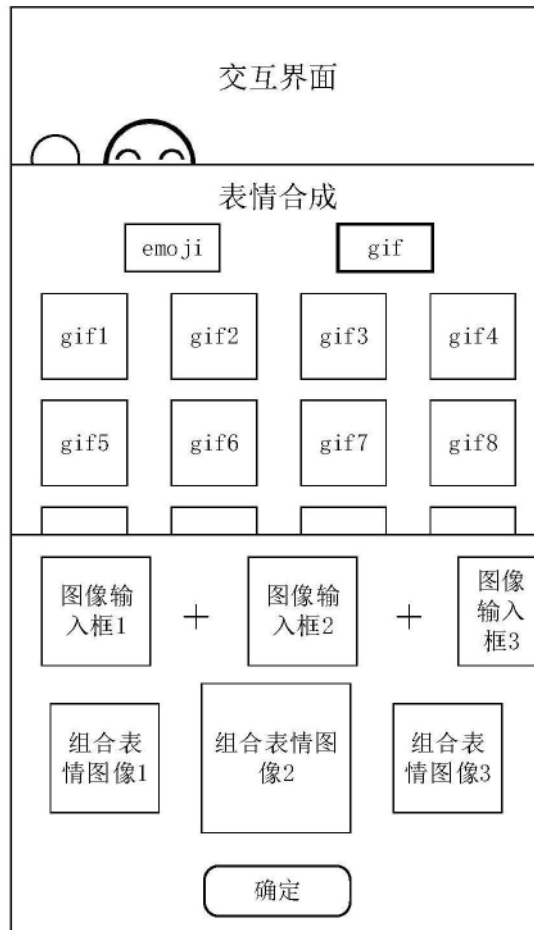 交互界面
表情合成
emoji gif
gif1 gif2 gif3 gif4
gif5 gif6 gif7 gif8
图像输
入框1
+
图像输
入框2
+
图像
输入
框3
组合表
情图像1
组合表情图
像2
组合表
情图像3
确定